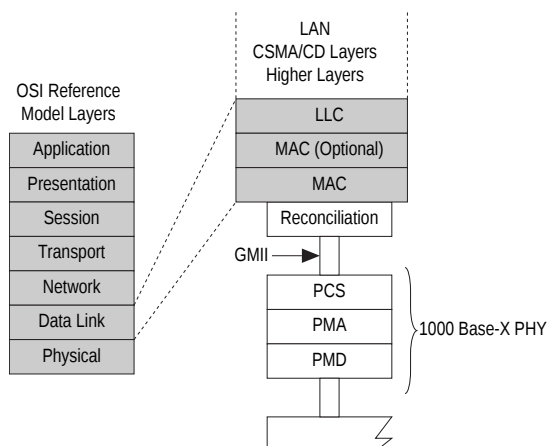 LAN
CSMA/CD Layers
Higher Layers
OSI Reference
Model Layers
Application
Presentation
Session
Transport
Network
Data Link
Physical
LLC
MAC (Optional)
MAC
Reconciliation
GMII
PCS
PMA
PMD
1000 Base-X PHY